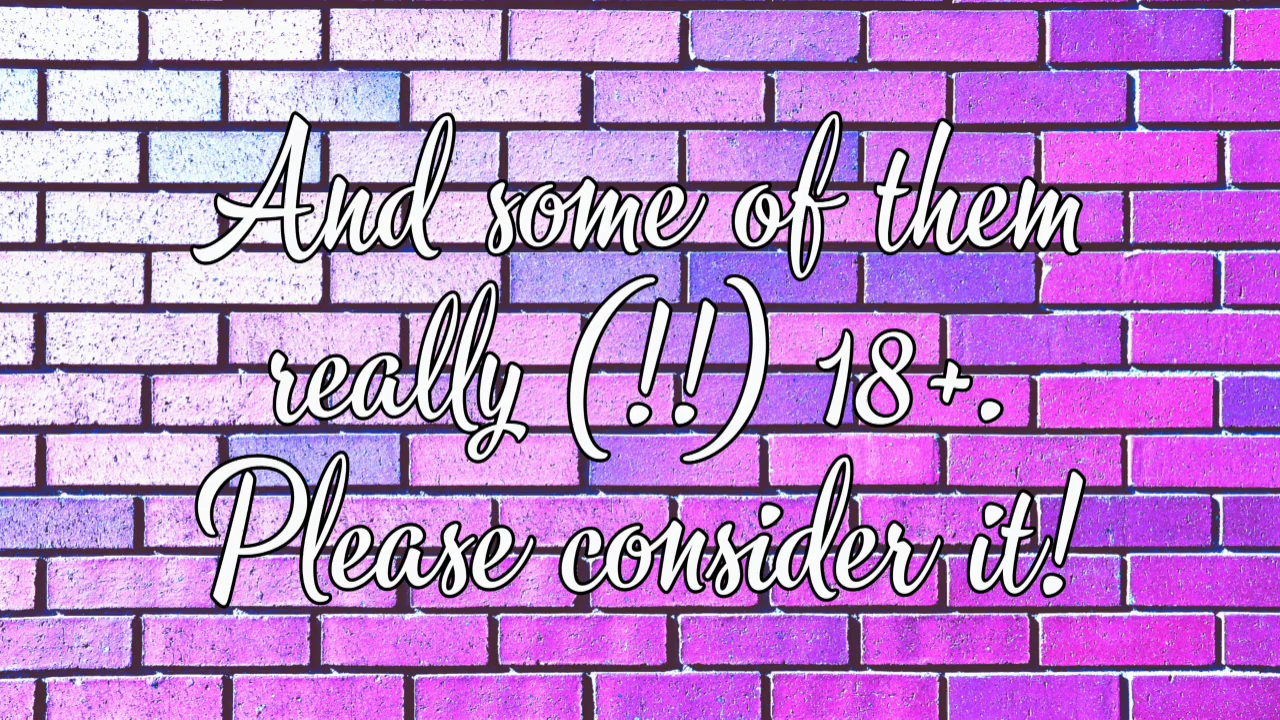 And some of them
really (!!) 18+.
Please consider it!